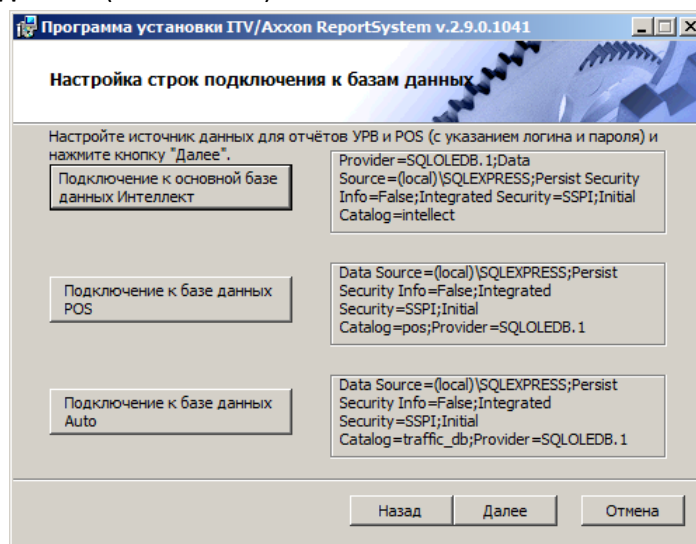 Программа установки ITV/Axxon ReportSystem v.2.9.0.1041
Настройка строк подключения к базам данных
Настройте источник данных для отчётов УРВ и POS (с указанием логина и пароля) и
нажмите кнопку "Далее".
Подключение к основной базе
данных Интеллект
Provider=SQLOLEDB.1;Data
Source=(local)\SQLEXPRESS;Persist Security
Info=False;Integrated Security=SSPI;Initial
Catalog=intellect
Подключение к базе данных
POS
Data Source=(local)\SQLEXPRESS;Persist
Security Info=False;Integrated
Security=SSPI;Initial
Catalog=pos;Provider=SQLOLEDB.1
Подключение к базе данных
Auto
Data Source=(local)\SQLEXPRESS;Persist
Security Info=False;Integrated
Security=SSPI;Initial
Catalog=traffic_db;Provider=SQLOLEDB.1
Назад Далее Отмена